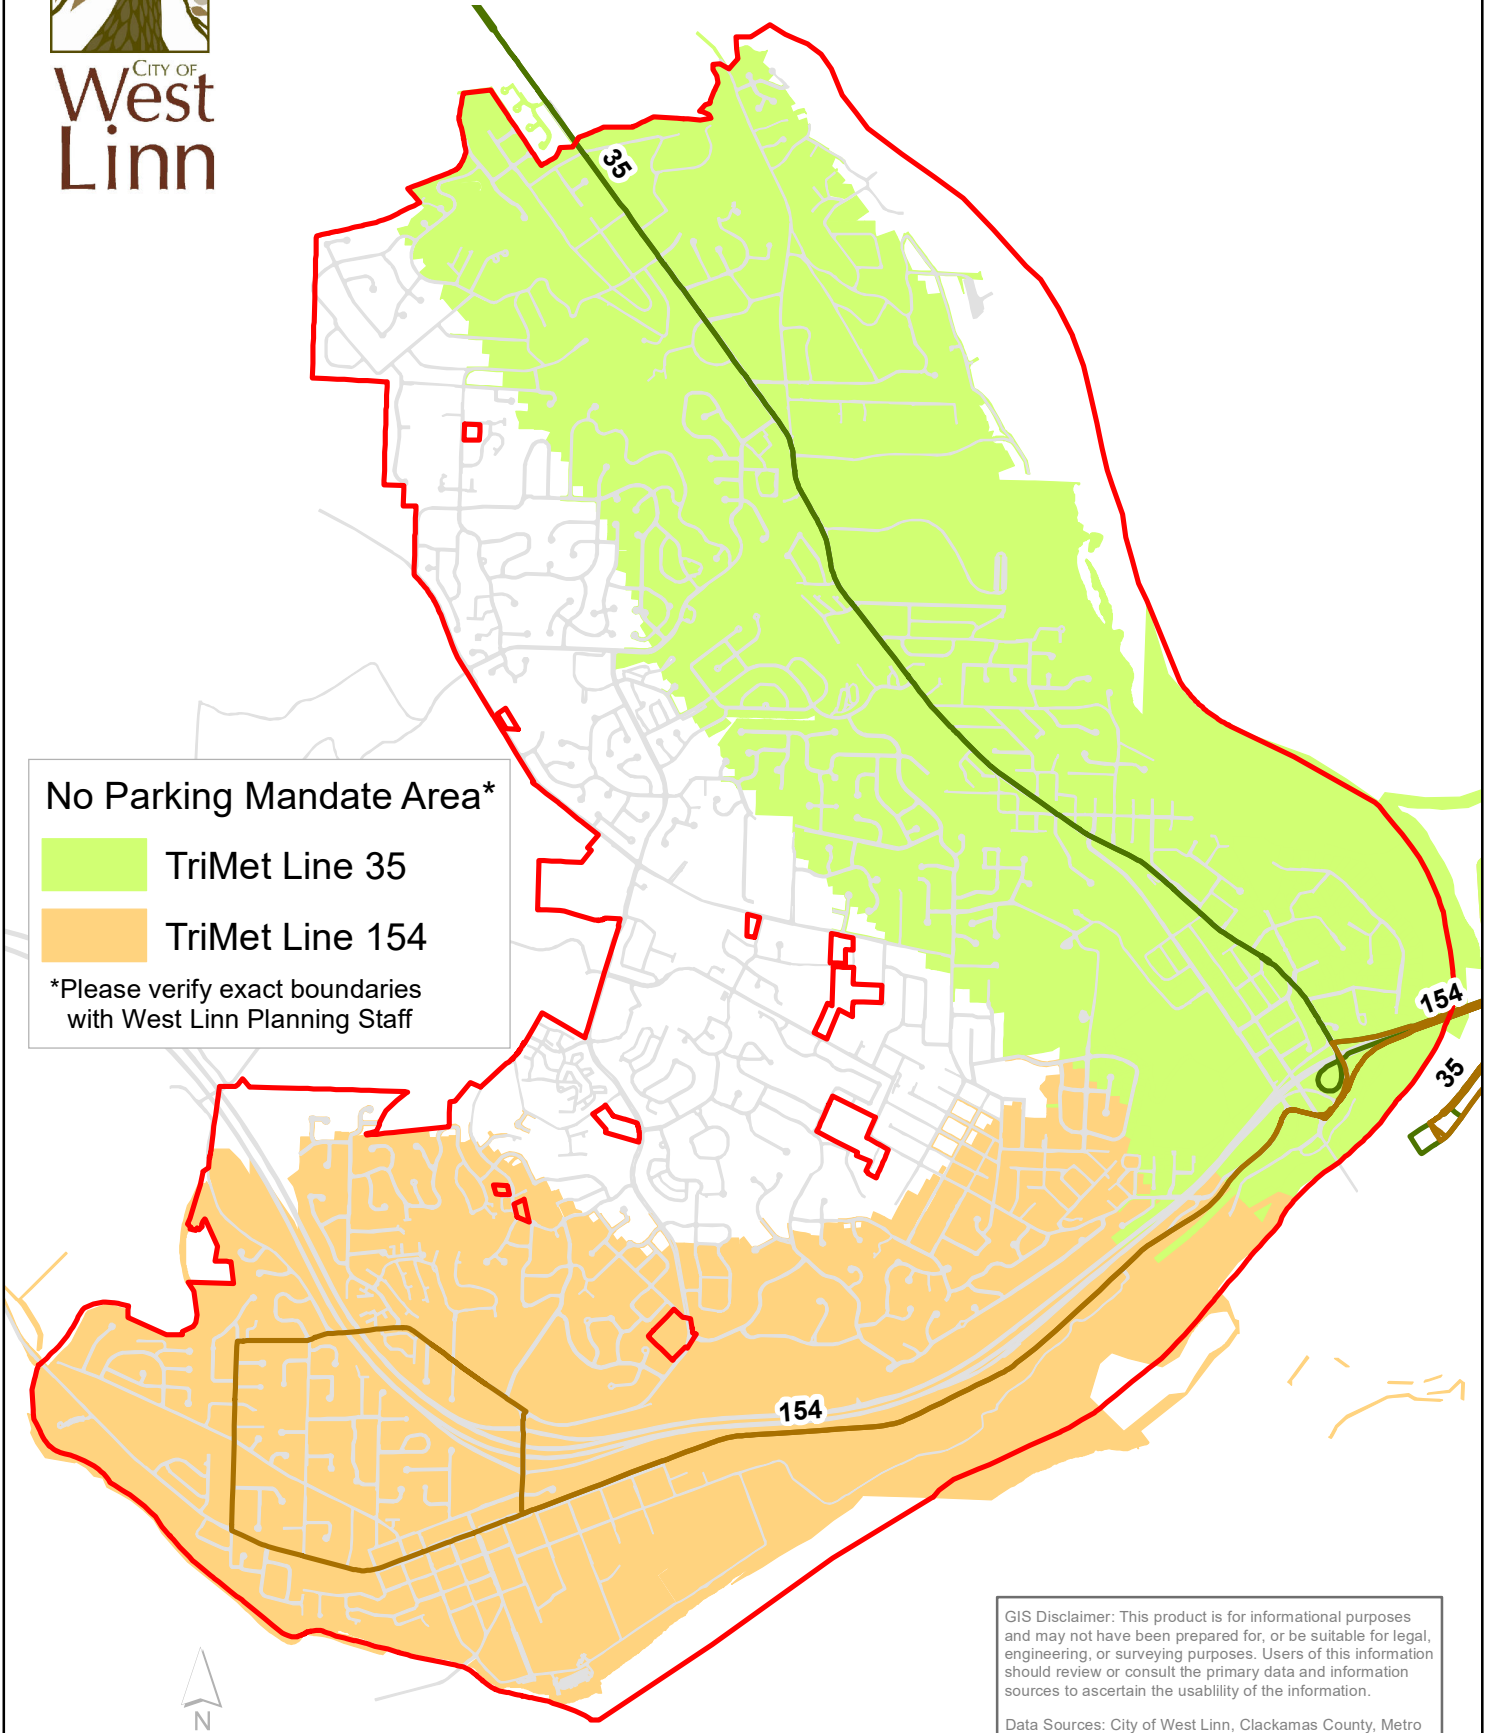 CITY OF
West
Linn
35
No Parking Mandate Area*
TriMet Line 35
TriMet Line 154
*Please verify exact boundaries
with West Linn Planning Staff
154
35
154
GIS Disclaimer: This product is for informational purposes
and may not have been prepared for, or be suitable for legal,
engineering, or surveying purposes. Users of this information
should review or consult the primary data and information
sources to ascertain the usablility of the information.
Data Sources: City of West Linn, Clackamas County, Metro
N